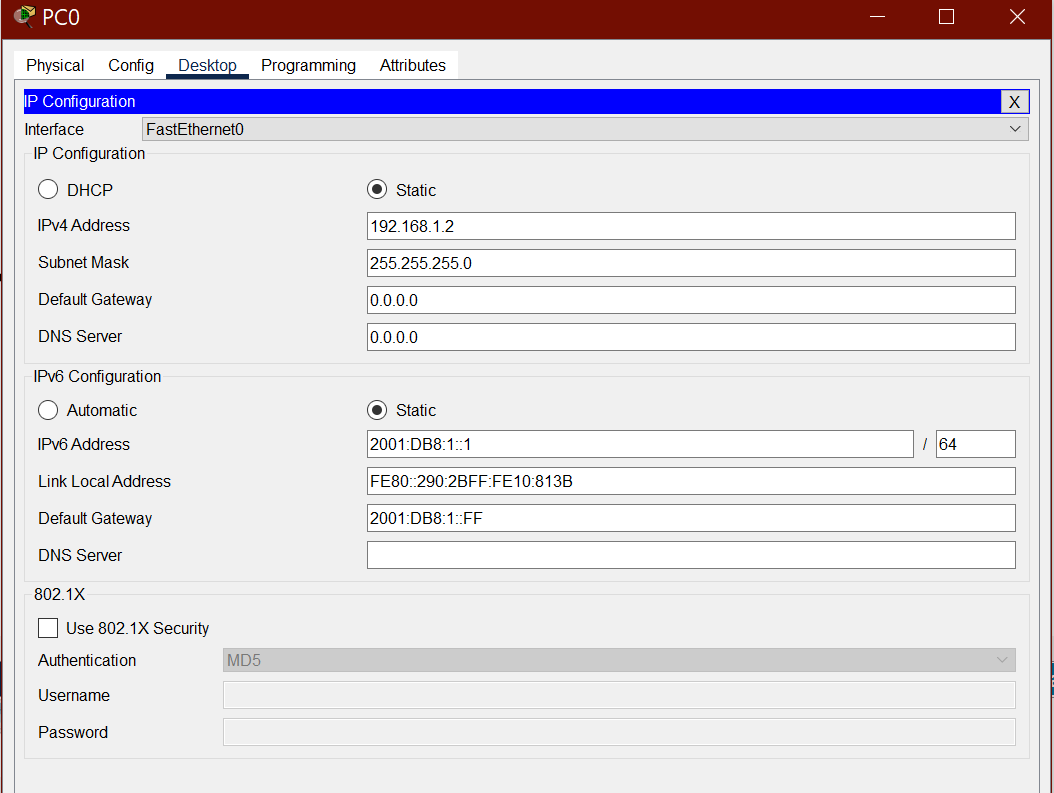 PC0
Physical Config Desktop Programming Attributes
IP Configuration X
Interface FastEthernet0
IP Configuration
DHCP Static
IPv4 Address 192.168.1.2
Subnet Mask 255.255.255.0
Default Gateway 0.0.0.0
DNS Server 0.0.0.0
IPv6 Configuration
Automatic Static
IPv6 Address 2001:DB8:1::1 / 64
Link Local Address FE80::290:2BFF:FE10:813B
Default Gateway 2001:DB8:1::FF
DNS Server
802.1X
Use 802.1X Security
Authentication MD5
Username
Password